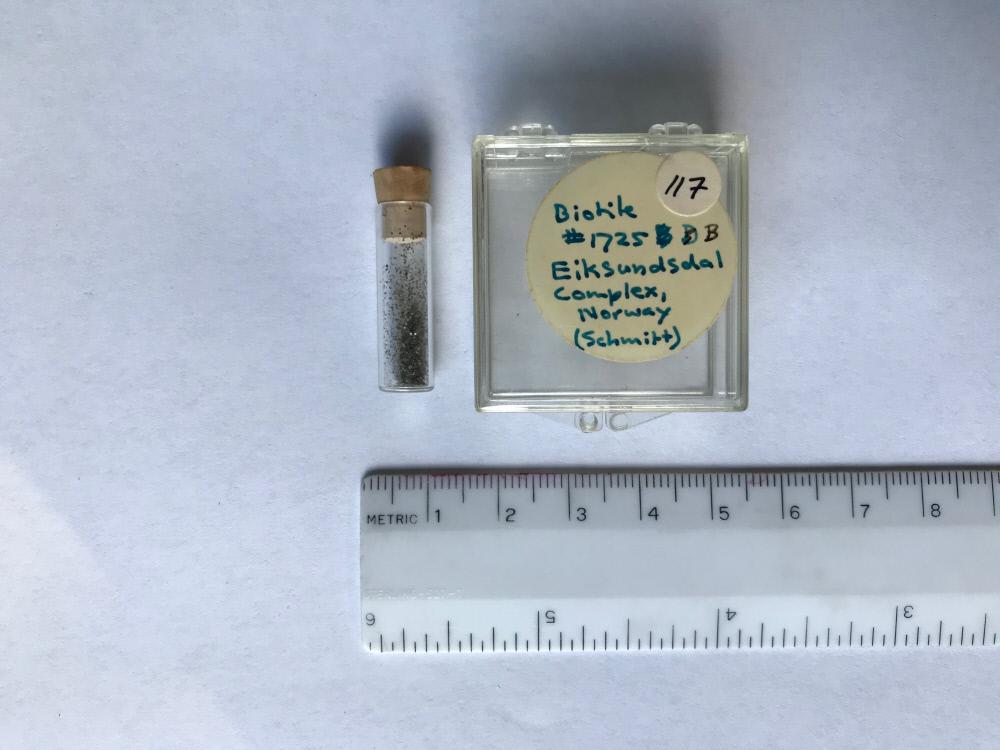 117
Biotite
#1725 B B B
Eiksundsdal
Complex,
Norway
(Schmitt)
METRIC 1 2 3 4 5 6 7 8
6 5 4 3